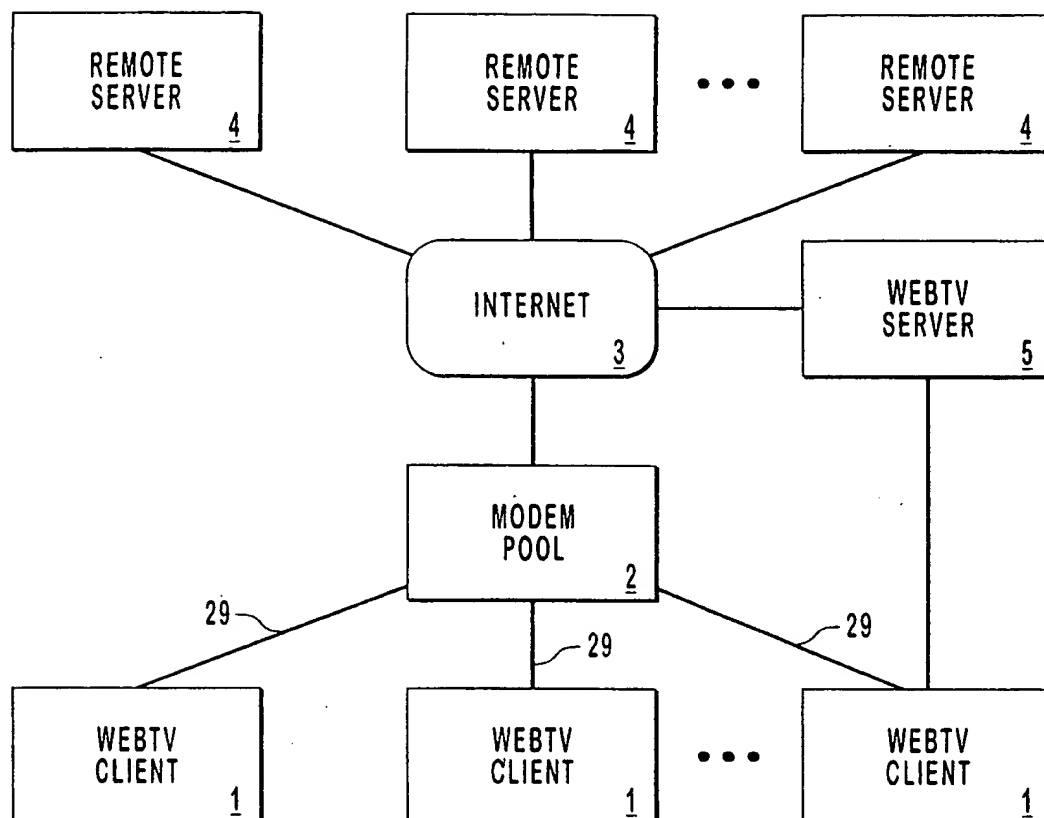 REMOTE
SERVER
4
REMOTE
SERVER
4
REMOTE
SERVER
4
INTERNET
3
WEBTV
SERVER
5
MODEM
POOL
2
29
29
29
WEBTV
CLIENT
1
WEBTV
CLIENT
1
WEBTV
CLIENT
1